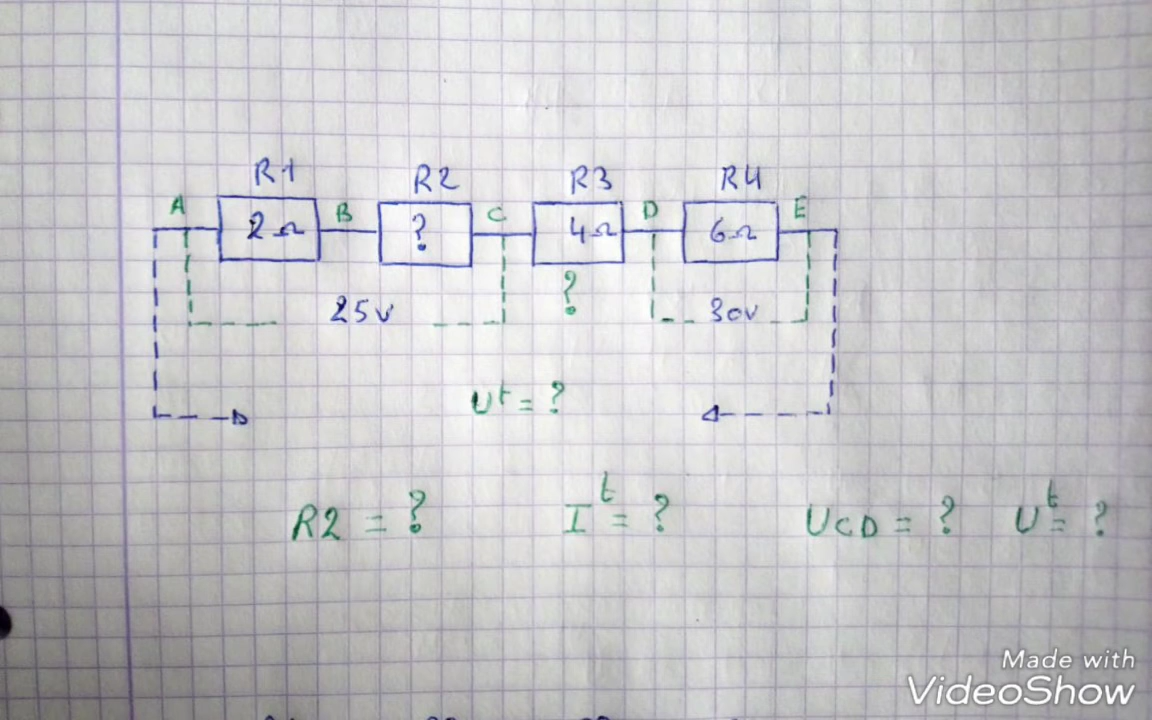 R1 R2 R3 R4
A B C D E
2Ω ? 4Ω 6Ω
?
25v 30v
Ut = ?
R2 = ? It = ? UCD = ? Ut = ?
Made with
VideoShow